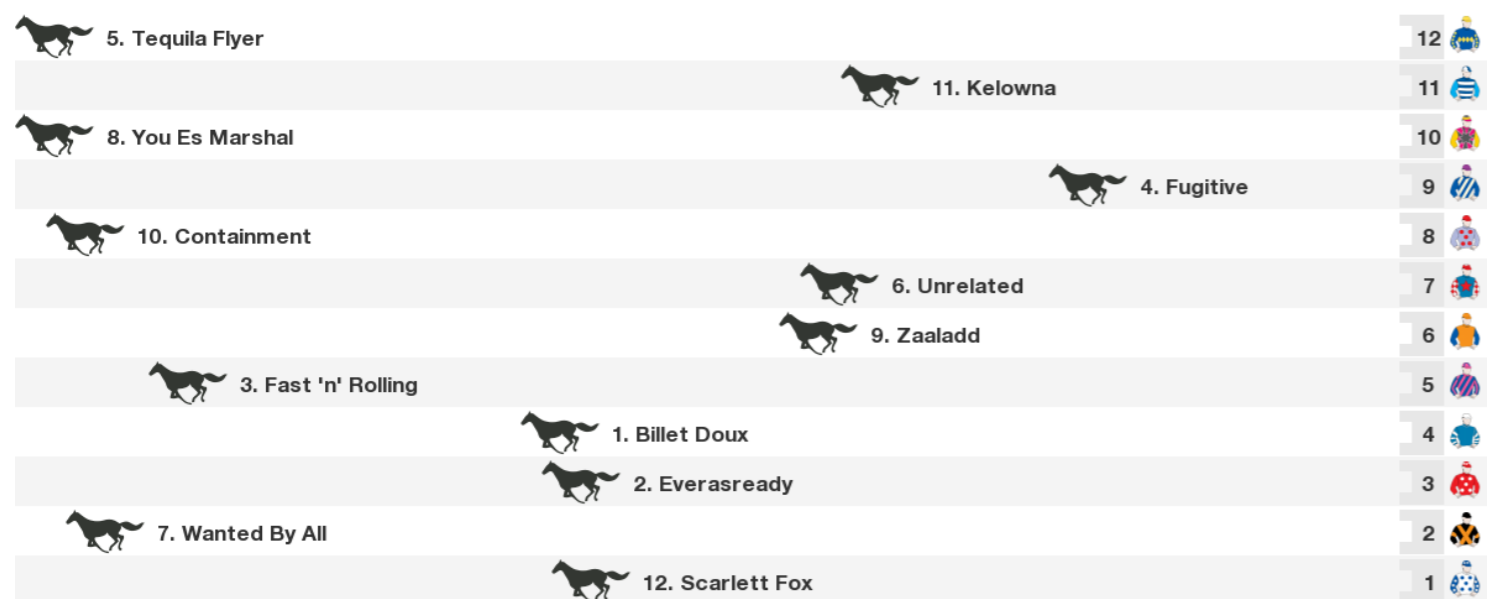 5. Tequila Flyer 12
11. Kelowna 11
8. You Es Marshal 10
4. Fugitive 9
10. Containment 8
6. Unrelated 7
9. Zaaladd 6
3. Fast 'n' Rolling 5
1. Billet Doux 4
2. Everasready 3
7. Wanted By All 2
12. Scarlett Fox 1